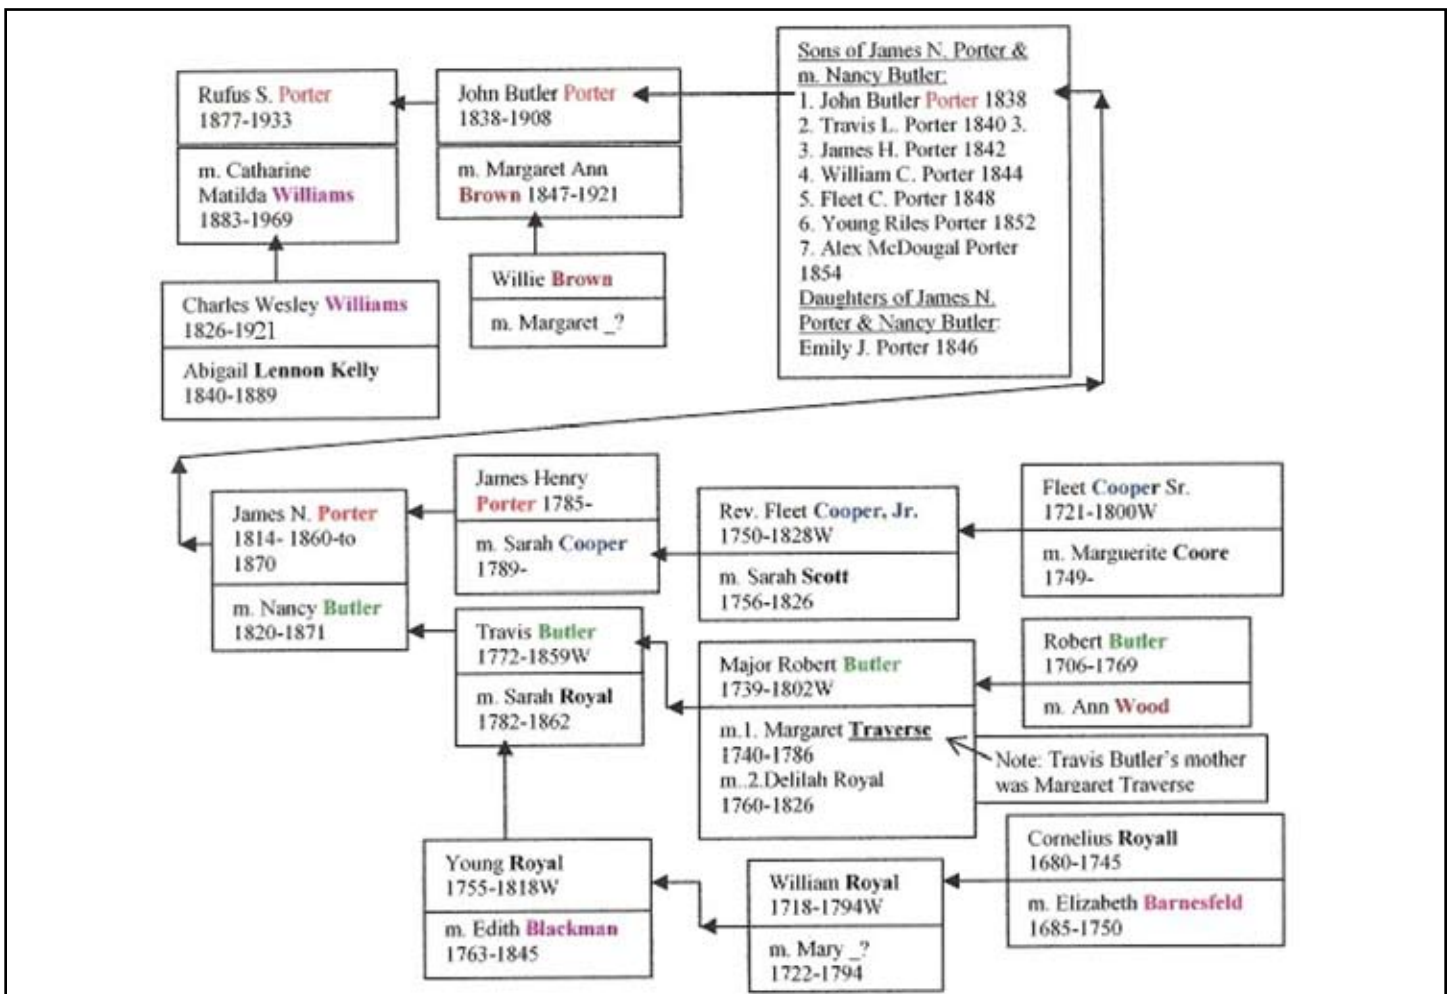 Rufus S. Porter
1877-1933
m. Catharine
Matilda Williams
1883-1969
John Butler Porter
1838-1908
m. Margaret Ann
Brown 1847-1921
Sons of James N. Porter &
m. Nancy Butler:
1. John Butler Porter 1838
2. Travis L. Porter 1840 3.
3. James H. Porter 1842
4. William C. Porter 1844
5. Fleet C. Porter 1848
6. Young Riles Porter 1852
7. Alex McDougal Porter
1854
Daughters of James N.
Porter & Nancy Butler:
Emily J. Porter 1846
Charles Wesley Williams
1826-1921
Abigail Lennon Kelly
1840-1889
Willie Brown
m. Margaret _?
James N. Porter
1814- 1860-to
1870
m. Nancy Butler
1820-1871
James Henry
Porter 1785-
m. Sarah Cooper
1789-
Rev. Fleet Cooper, Jr.
1750-1828W
m. Sarah Scott
1756-1826
Fleet Cooper Sr.
1721-1800W
m. Marguerite Coore
1749-
Travis Butler
1772-1859W
m. Sarah Royal
1782-1862
Major Robert Butler
1739-1802W
m.1. Margaret Traverse
1740-1786
m..2.Delilah Royal
1760-1826
Robert Butler
1706-1769
m. Ann Wood
Note: Travis Butler's mother
was Margaret Traverse
Young Royal
1755-1818W
m. Edith Blackman
1763-1845
William Royal
1718-1794W
m. Mary _?
1722-1794
Cornelius Royall
1680-1745
m. Elizabeth Barnesfeld
1685-1750